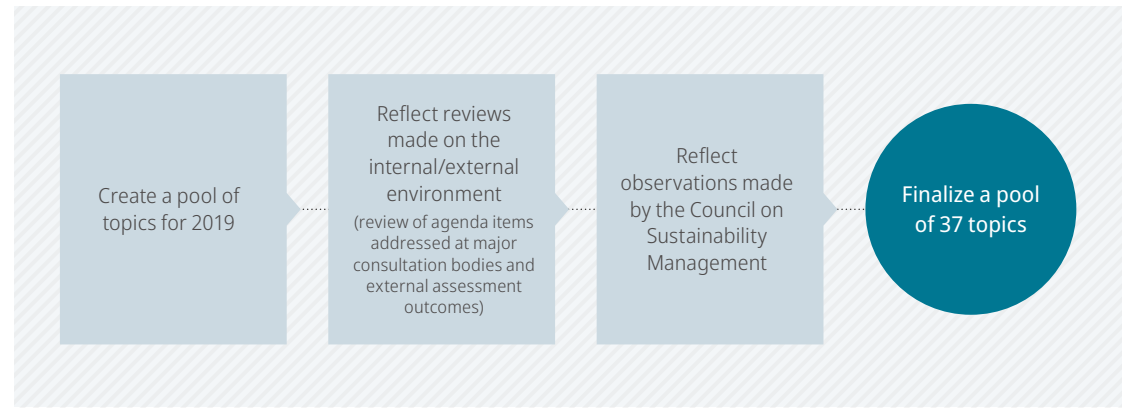 Create a pool of
topics for 2019
Reflect reviews
made on the
internal/external
environment
(review of agenda items
addressed at major
consultation bodies and
external assessment
outcomes)
Reflect
observations made
by the Council on
Sustainability
Management
Finalize a pool
of 37 topics